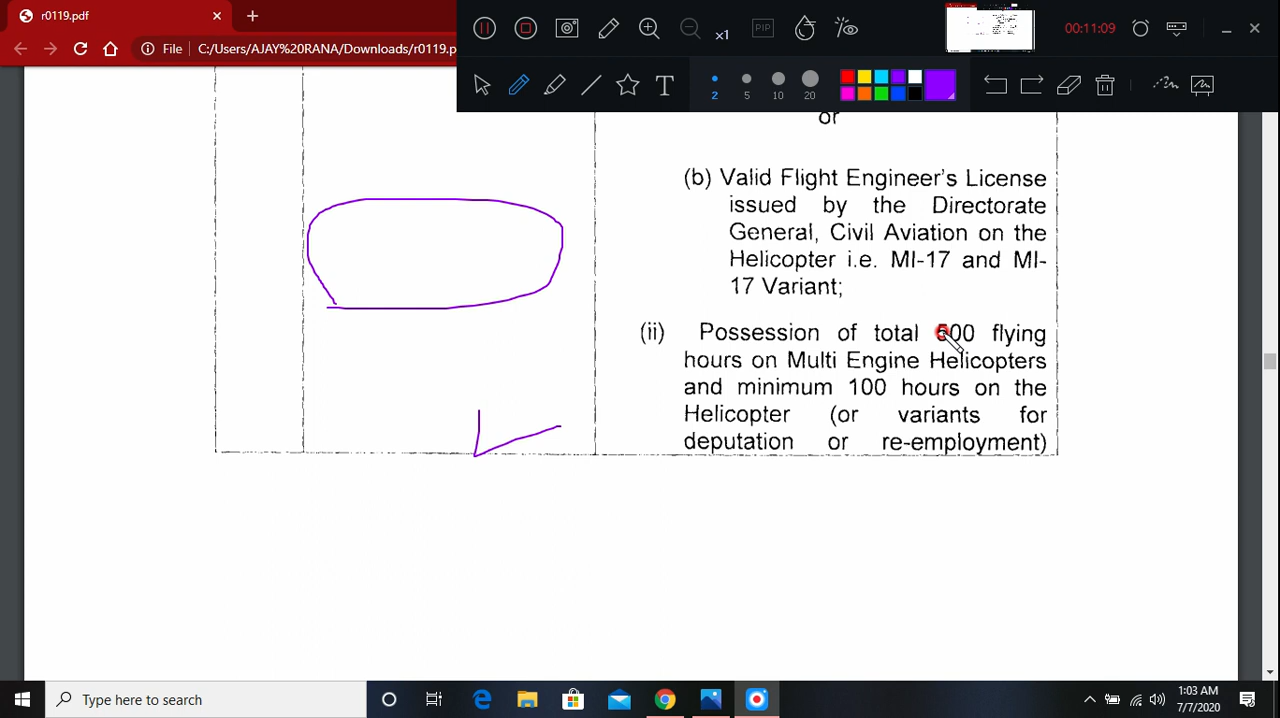 r0119.pdf
x1
PIP
00:11:09
File
C:/Users/AJAY%20RANA/Downloads/r0119.p
T
2
5
10
20
or
(b) Valid Flight Engineer's License
issued by the Directorate
General, Civil Aviation on the
Helicopter i.e. MI-17 and MI-
17 Variant;
(ii) Possession of total 500 flying
hours on Multi Engine Helicopters
and minimum 100 hours on the
Helicopter (or variants for
deputation or re-employment)
Type here to search
1:03 AM
7/7/2020